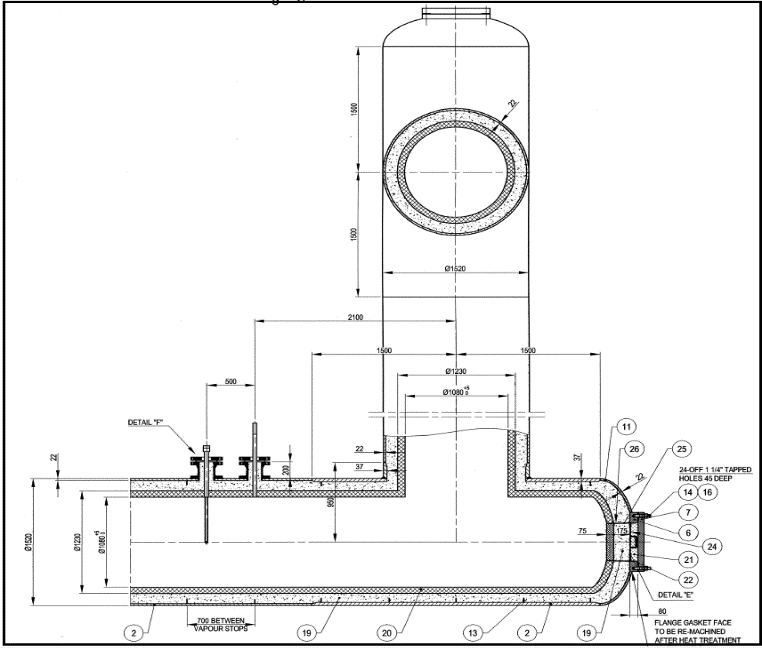 1500
22
1500
Ø1520
2100
1500
1500
Ø1230
500
Ø1080 +5 0
DETAIL "F"
11
26
25
22
22
37
200
37
22
950
24-OFF 1 1/4" TAPPED
HOLES 45 DEEP
14
16
7
6
24
21
22
Ø1520
Ø1230
Ø1080 +5 0
75
175
DETAIL "E"
80
2
700 BETWEEN
VAPOUR STOPS
19
20
13
2
19
FLANGE GASKET FACE
TO BE RE-MACHINED
AFTER HEAT TREATMENT